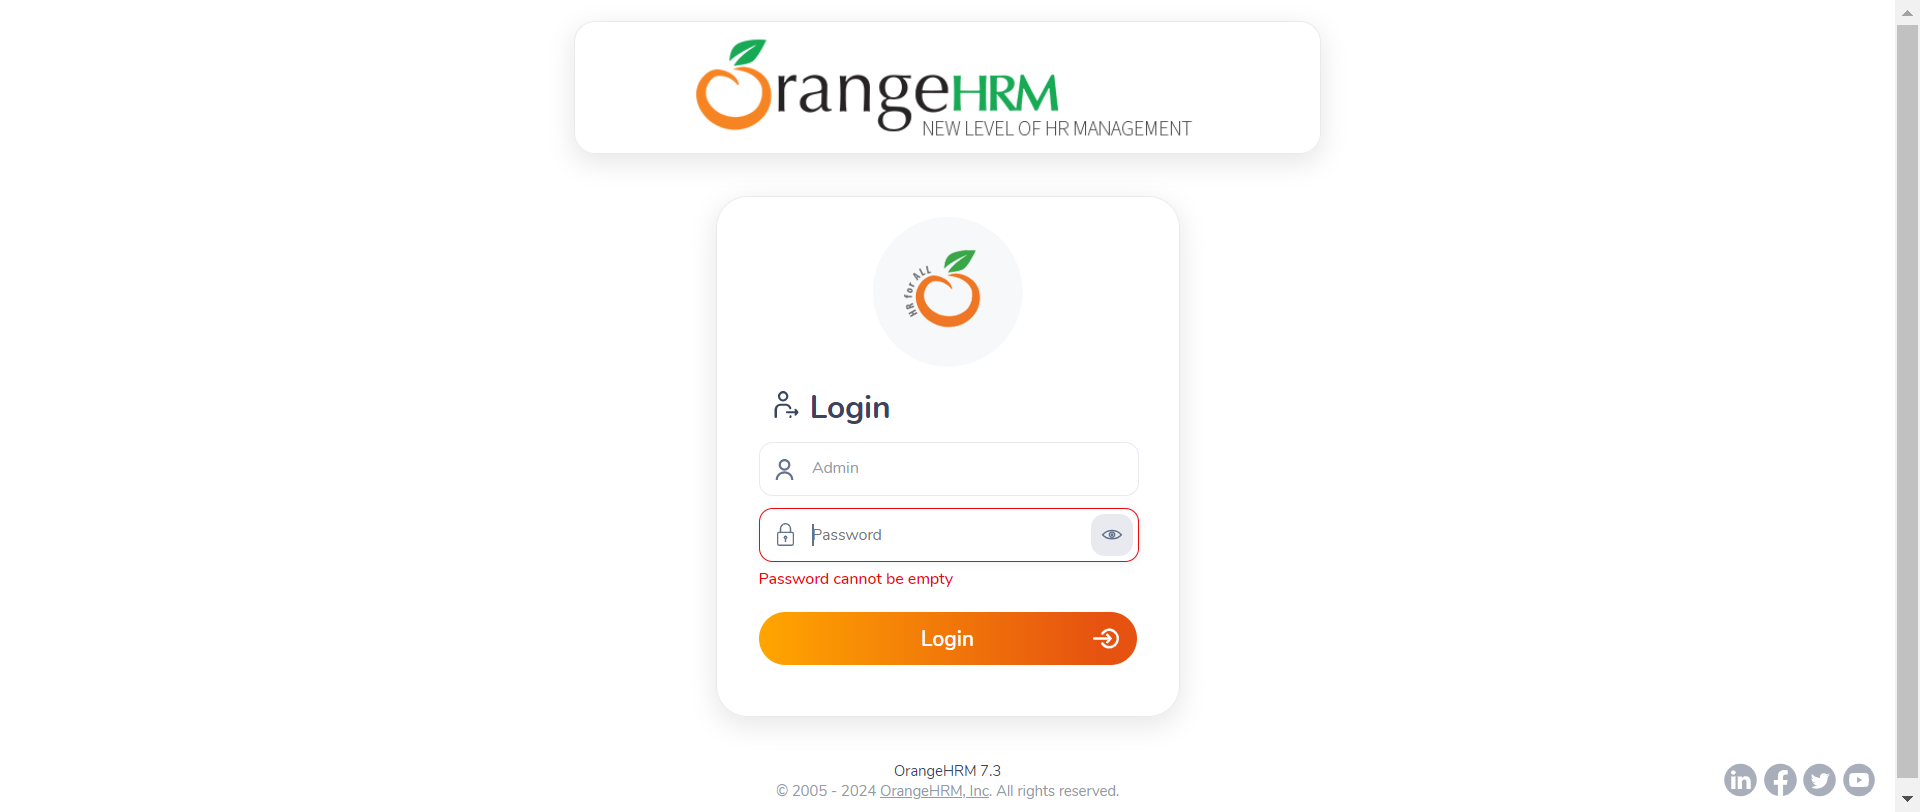 OrangeHRM
NEW LEVEL OF HR MANAGEMENT
HR for ALL
Login
Admin
Password
Password cannot be empty
Login
OrangeHRM 7.3
© 2005 - 2024 OrangeHRM, Inc. All rights reserved.